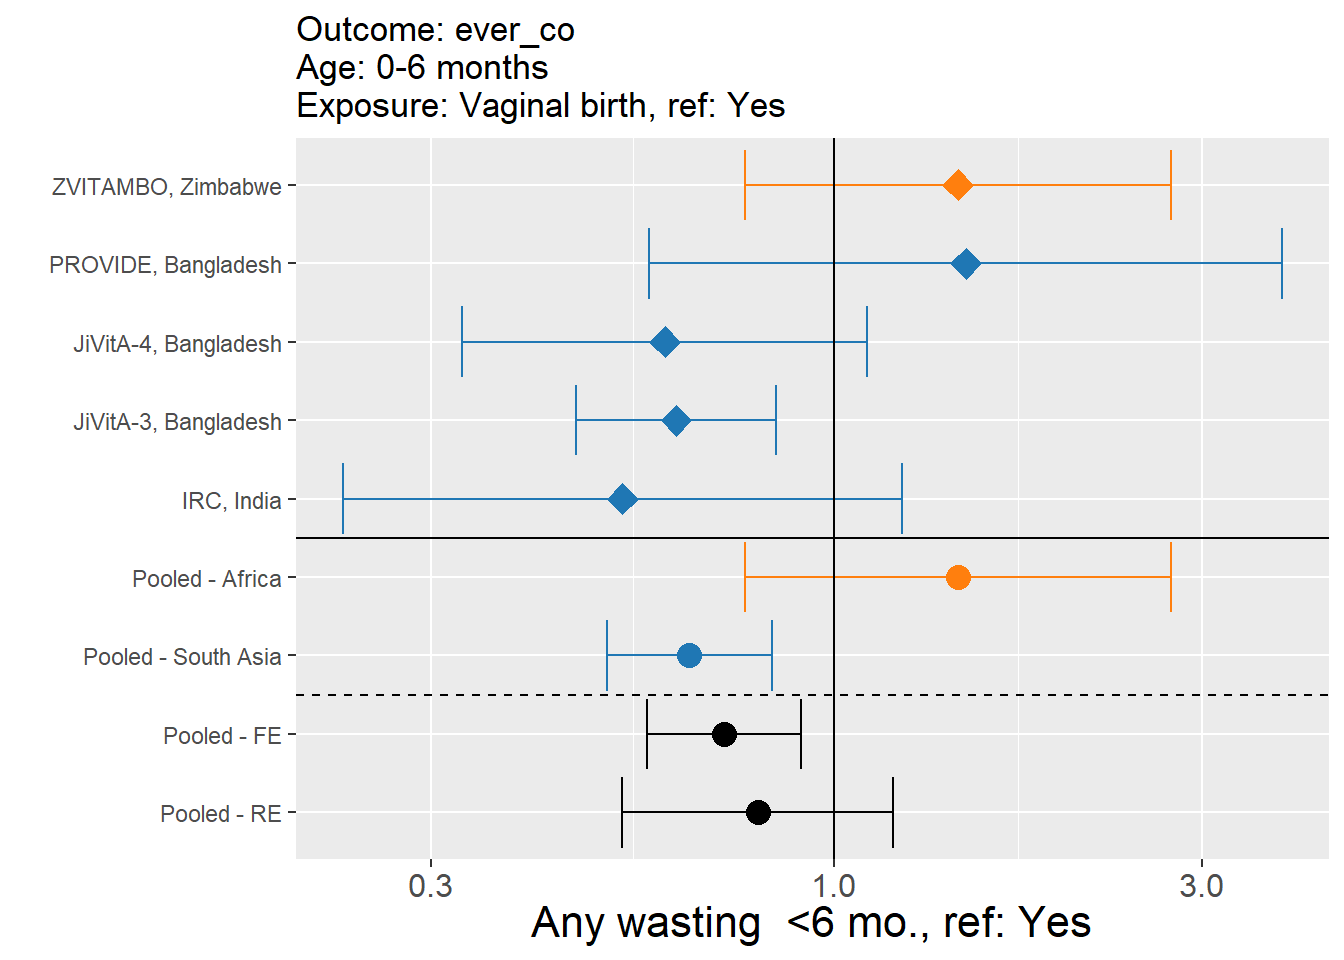 Outcome: ever_co
Age: 0-6 months
Exposure: Vaginal birth, ref: Yes
ZVITAMBO, Zimbabwe
PROVIDE, Bangladesh
JiVitA-4, Bangladesh
JiVitA-3, Bangladesh
IRC, India
Pooled - Africa
Pooled - South Asia
Pooled - FE
Pooled - RE
0.3 1.0 3.0
Any wasting  <6 mo., ref: Yes